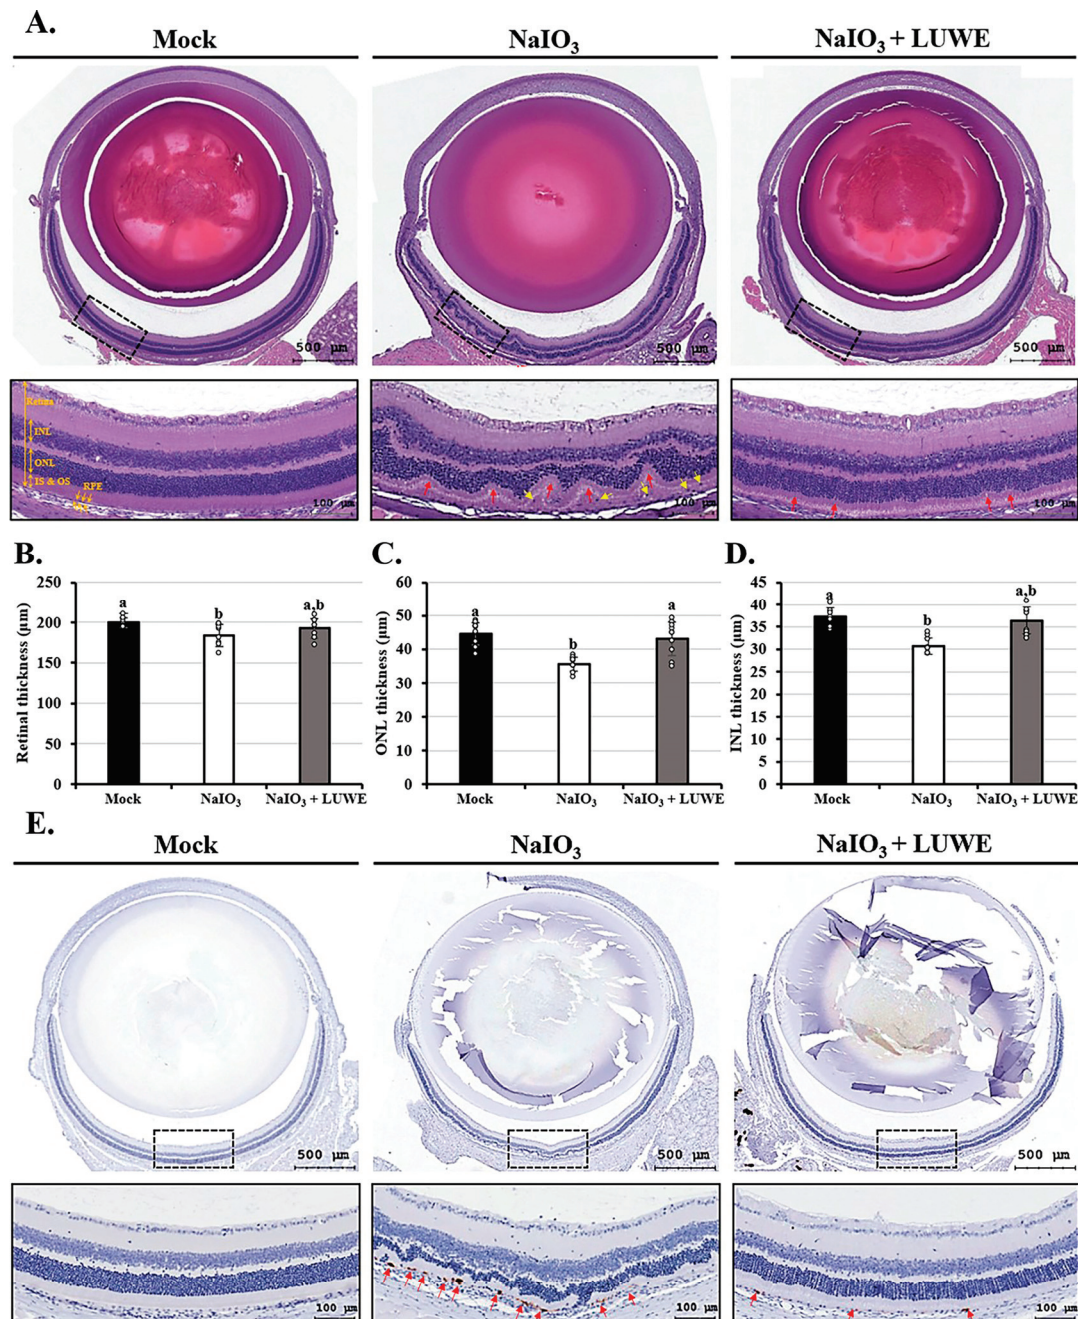 A.
Mock
NaIO₃
NaIO₃ + LUWE
500 µm
500 µm
500 µm
Retina
INL
ONL
IS & OS
RPE
100 µm
100 µm
100 µm
B.
C.
D.
Retinal thickness (µm)
250
200
150
100
50
0
a
b
a,b
Mock
NaIO₃
NaIO₃ + LUWE
ONL thickness (µm)
60
50
40
30
20
10
0
a
b
a
Mock
NaIO₃
NaIO₃ + LUWE
INL thickness (µm)
45
40
35
30
25
20
15
10
5
0
a
b
a,b
Mock
NaIO₃
NaIO₃ + LUWE
E.
Mock
NaIO₃
NaIO₃ + LUWE
500 µm
500 µm
500 µm
100 µm
100 µm
100 µm